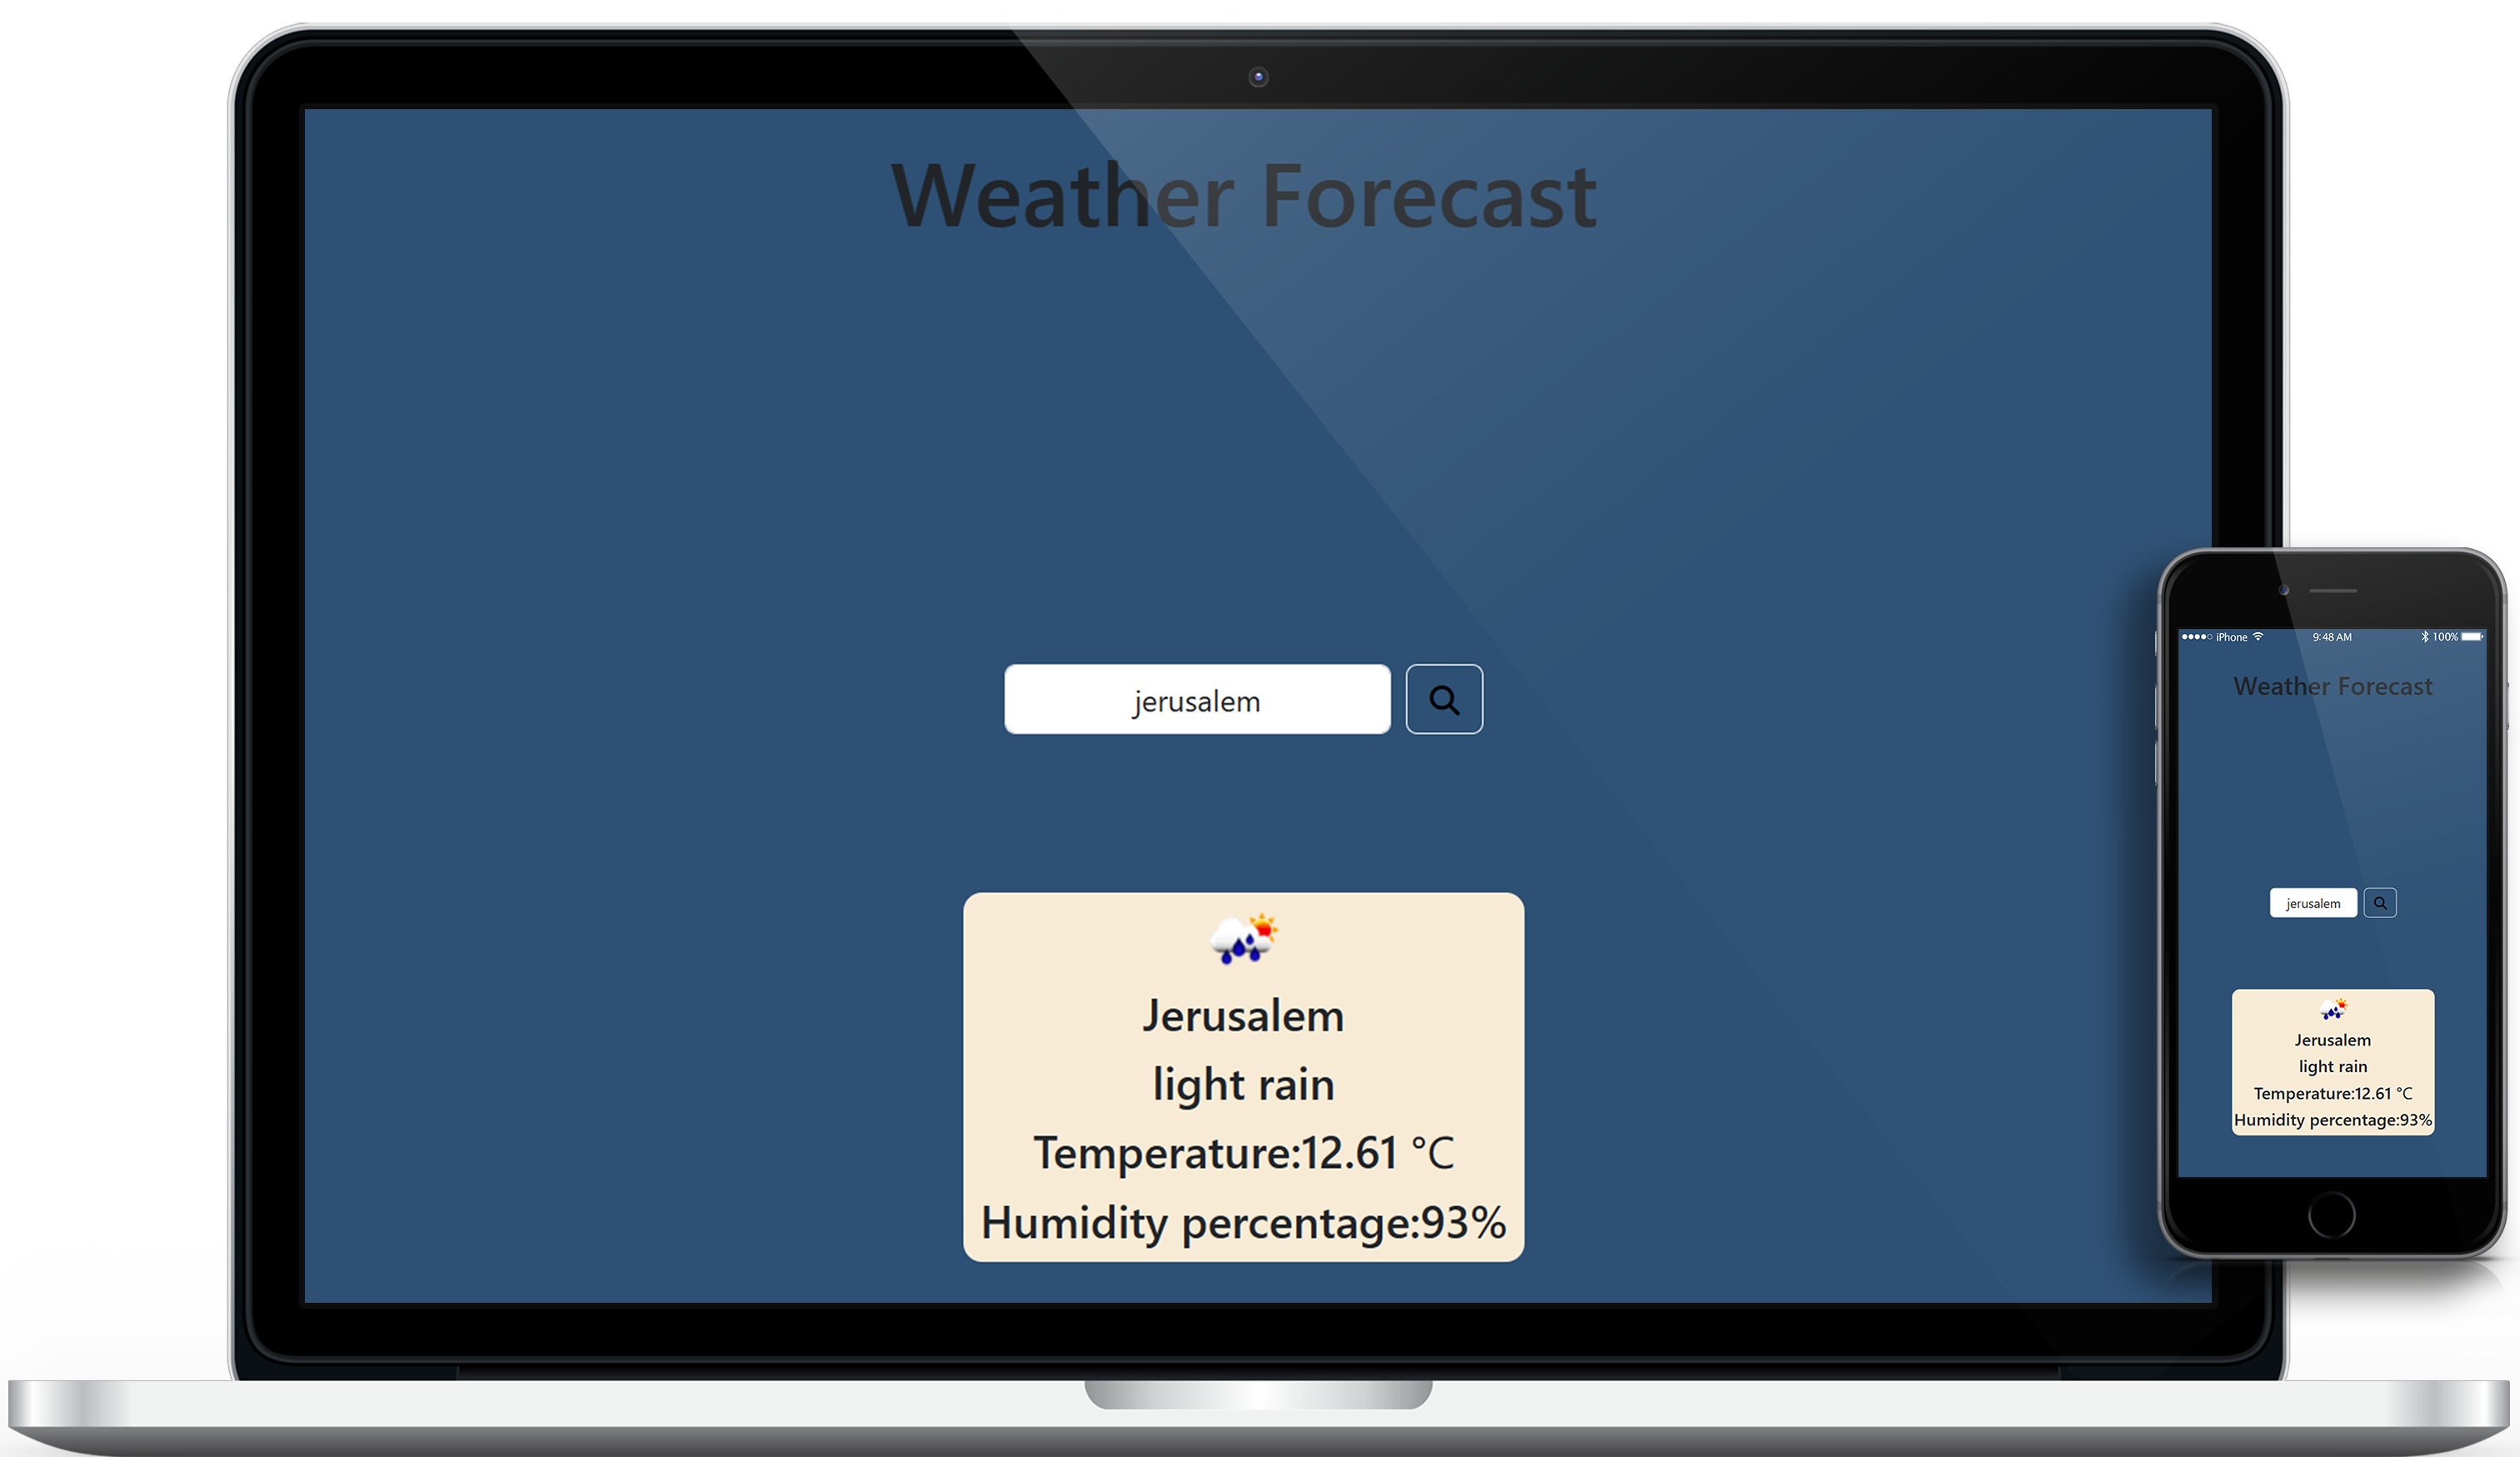 Weather Forecast
jerusalem
Jerusalem
light rain
Temperature:12.61 °C
Humidity percentage:93%
iPhone 9:48 AM 100%
Weather Forecast
jerusalem
Jerusalem
light rain
Temperature:12.61 °C
Humidity percentage:93%